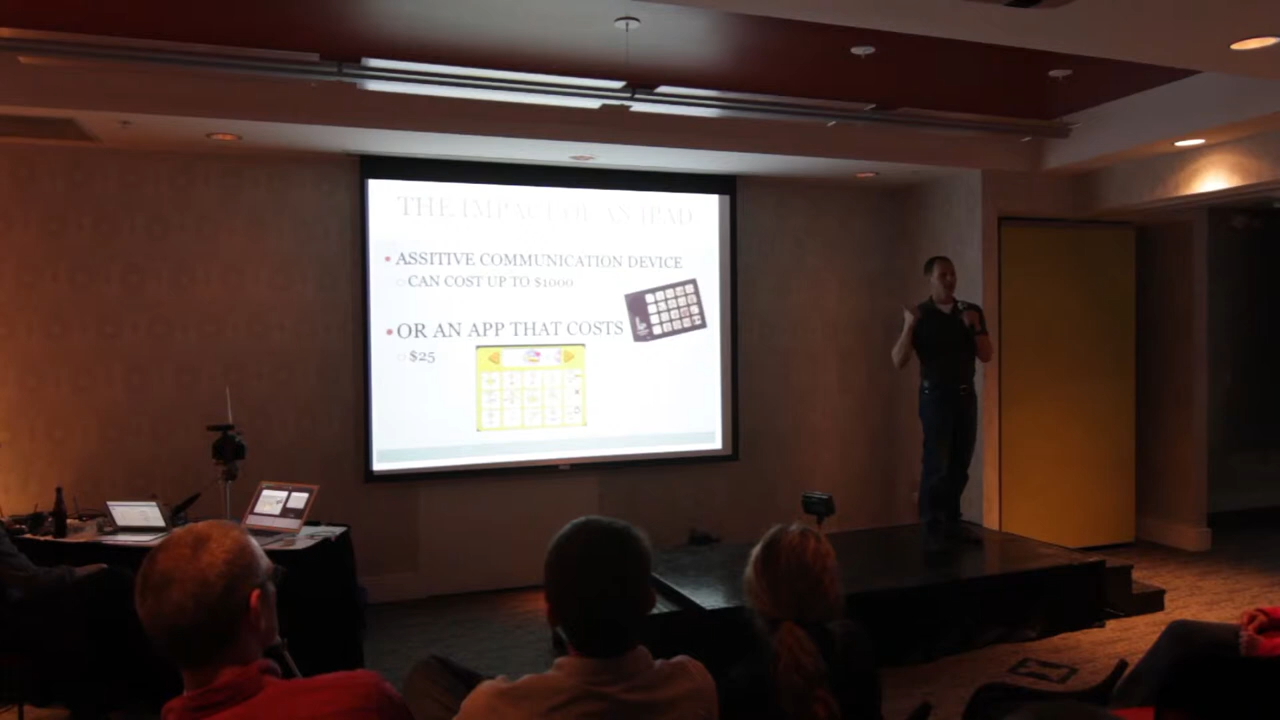 THE IMPACT OF AN IPAD
ASSITIVE COMMUNICATION DEVICE
CAN COST UP TO $1000
OR AN APP THAT COSTS
$25